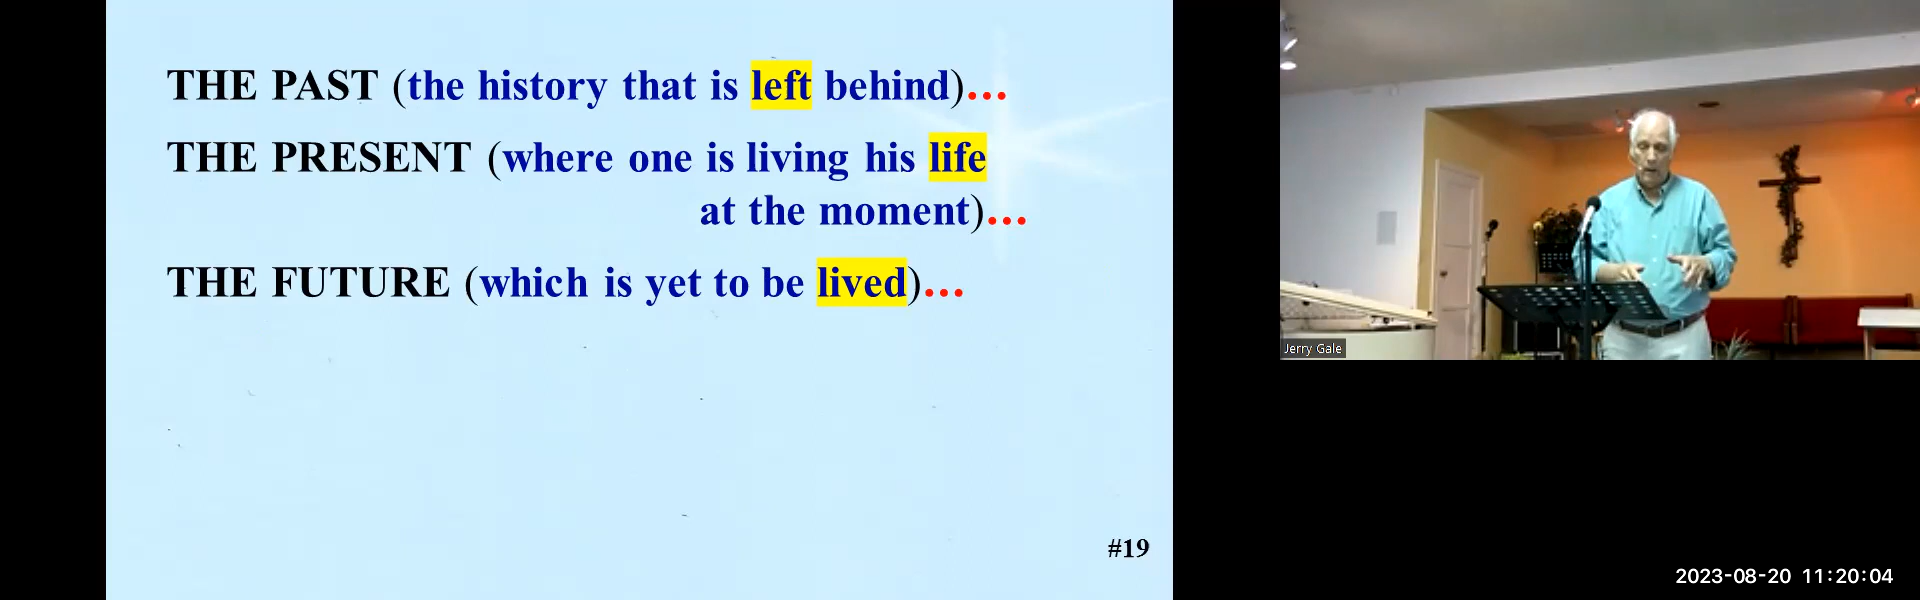 THE PAST (the history that is left behind)...
THE PRESENT (where one is living his life
at the moment)...
THE FUTURE (which is yet to be lived)...
#19
Jerry Gale
2023-08-20 11:20:04